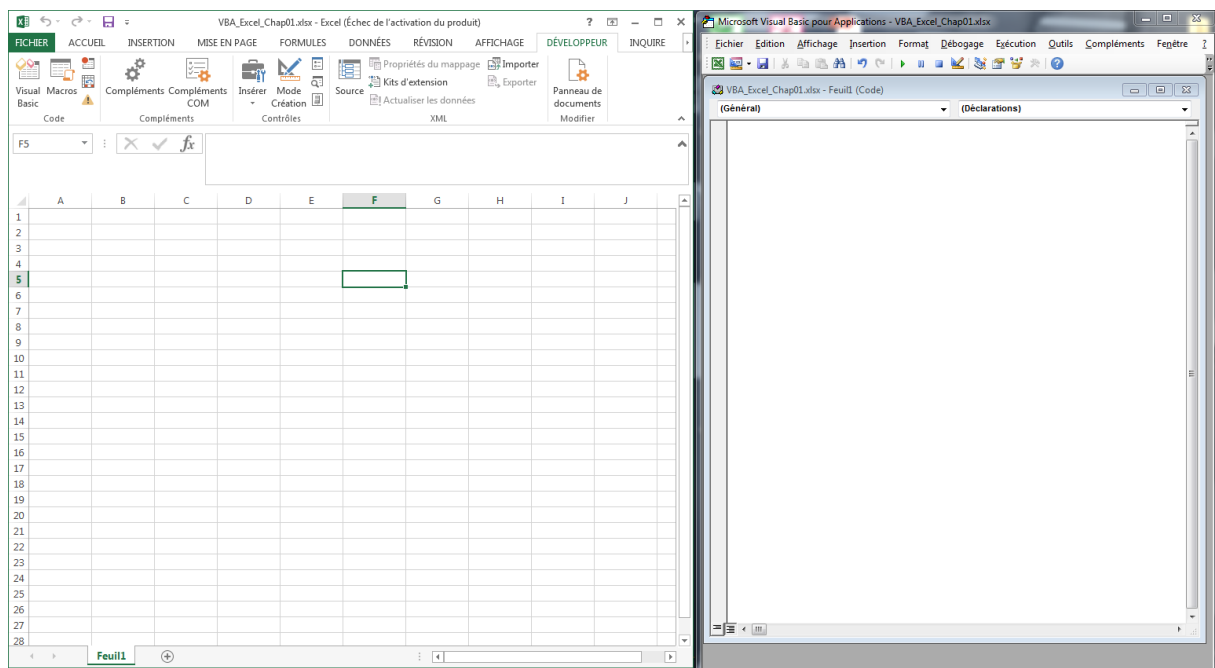 VBA_Excel_Chap01.xlsx - Excel (Échec de l'activation du produit)
?
FICHIER ACCUEIL INSERTION MISE EN PAGE FORMULES DONNÉES RÉVISION AFFICHAGE DÉVELOPPEUR INQUIRE
Visual Basic
Macros
Compléments
Compléments COM
Insérer
Mode Création
Source
Propriétés du mappage
Kits d'extension
Actualiser les données
Importer
Exporter
Panneau de documents
Code Compléments Contrôles XML Modifier
F5
fx
A B C D E F G H I J
1
2
3
4
5
6
7
8
9
10
11
12
13
14
15
16
17
18
19
20
21
22
23
24
25
26
27
28
Feuil1
Microsoft Visual Basic pour Applications - VBA_Excel_Chap01.xlsx
Fichier Edition Affichage Insertion Format Débogage Exécution Outils Compléments Fenêtre ?
VBA_Excel_Chap01.xlsx - Feuil1 (Code)
(Général) (Déclarations)